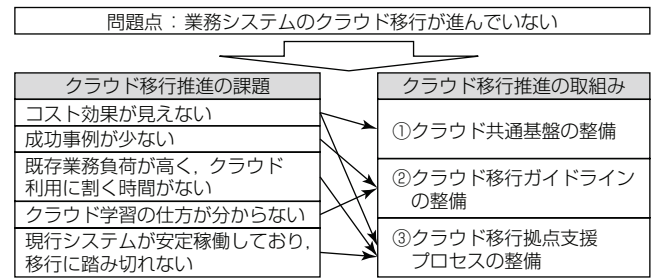 問題点：業務システムのクラウド移行が進んでいない
クラウド移行推進の課題
コスト効果が見えない
成功事例が少ない
既存業務負荷が高く，クラウド
利用に割く時間がない
クラウド学習の仕方が分からない
現行システムが安定稼働しており，
移行に踏み切れない
クラウド移行推進の取組み
①クラウド共通基盤の整備
②クラウド移行ガイドライン
の整備
③クラウド移行拠点支援
プロセスの整備